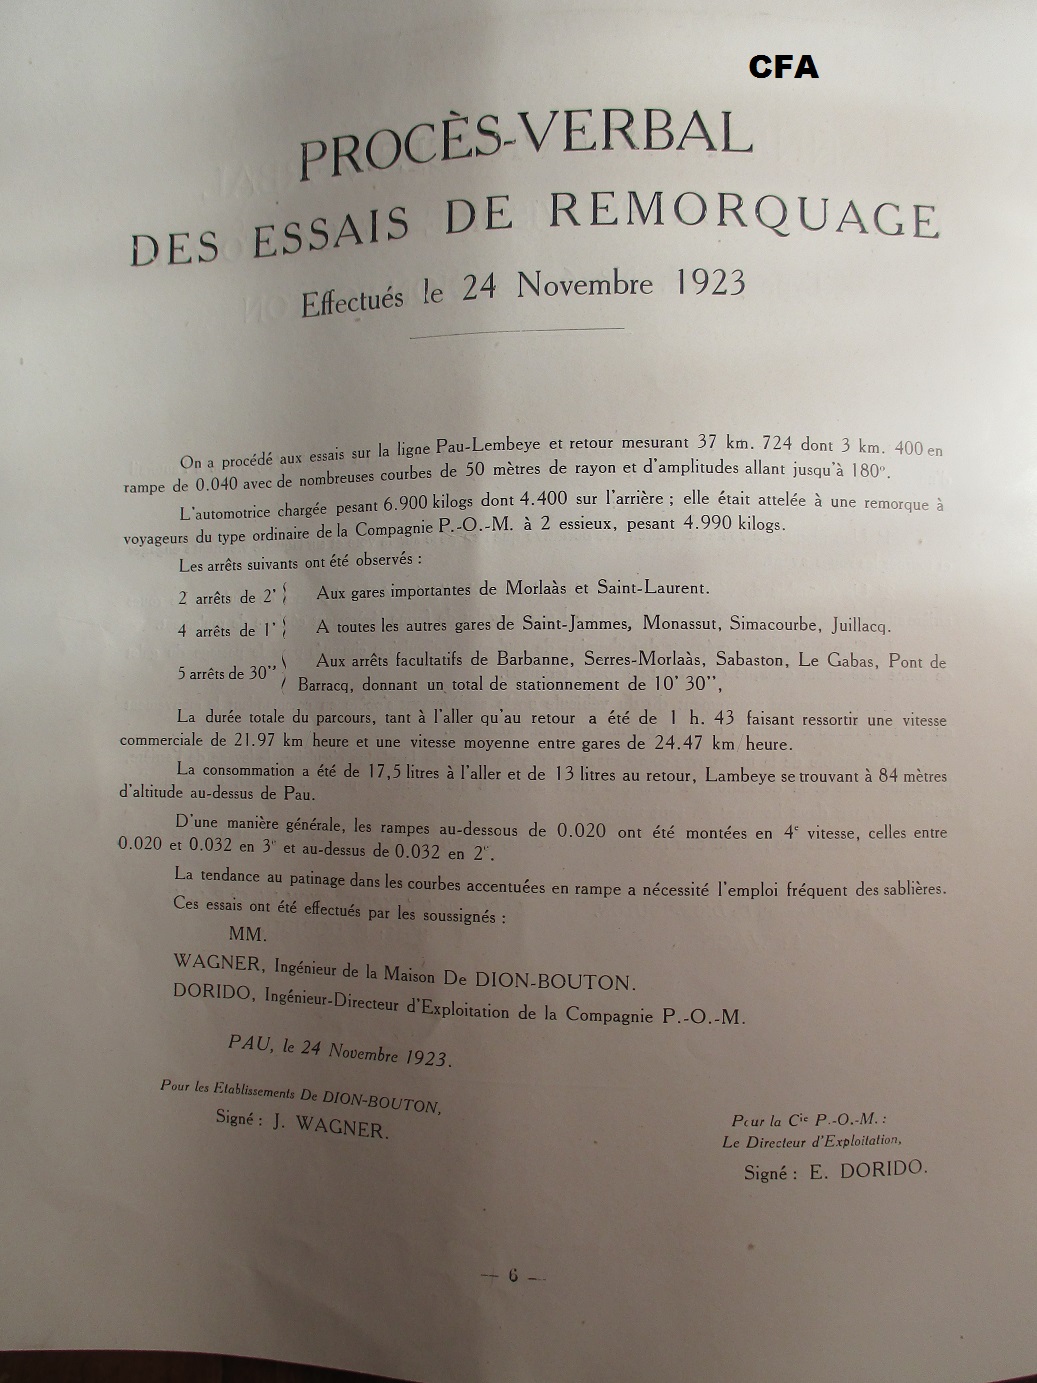 CFA
PROCÈS-VERBAL
DES ESSAIS DE REMORQUAGE
Effectués le 24 Novembre 1923
On a procédé aux essais sur la ligne Pau-Lembeye et retour mesurant 37 km. 724 dont 3 km. 400 en
rampe de 0.040 avec de nombreuses courbes de 50 mètres de rayon et d'amplitudes allant jusqu'à 180°.
L'automotrice chargée pesant 6.900 kilogs dont 4.400 sur l'arrière ; elle était attelée à une remorque à
voyageurs du type ordinaire de la Compagnie P.-O.-M. à 2 essieux, pesant 4.990 kilogs.
Les arrêts suivants ont été observés :
2 arrêts de 2' } Aux gares importantes de Morlaàs et Saint-Laurent.
4 arrêts de 1' } A toutes les autres gares de Saint-Jammes, Monassut, Simacourbe, Juillacq.
5 arrêts de 30'' { Aux arrêts facultatifs de Barbanne, Serres-Morlaàs, Sabaston, Le Gabas, Pont de
Barracq, donnant un total de stationnement de 10' 30'',
La durée totale du parcours, tant à l'aller qu'au retour a été de 1 h. 43 faisant ressortir une vitesse
commerciale de 21.97 km heure et une vitesse moyenne entre gares de 24.47 km heure.
La consommation a été de 17,5 litres à l'aller et de 13 litres au retour, Lambeye se trouvant à 84 mètres
d'altitude au-dessus de Pau.
D'une manière générale, les rampes au-dessous de 0.020 ont été montées en 4e vitesse, celles entre
0.020 et 0.032 en 3e et au-dessus de 0.032 en 2e.
La tendance au patinage dans les courbes accentuées en rampe a nécessité l'emploi fréquent des sablières.
Ces essais ont été effectués par les soussignés :
MM.
WAGNER, Ingénieur de la Maison De DION-BOUTON.
DORIDO, Ingénieur-Directeur d'Exploitation de la Compagnie P.-O.-M.
PAU, le 24 Novembre 1923.
Pour les Etablissements De DION-BOUTON,
Signé : J. WAGNER.
Pour la Cie P.-O.-M. :
Le Directeur d'Exploitation,
Signé : E. DORIDO.
— 6 —